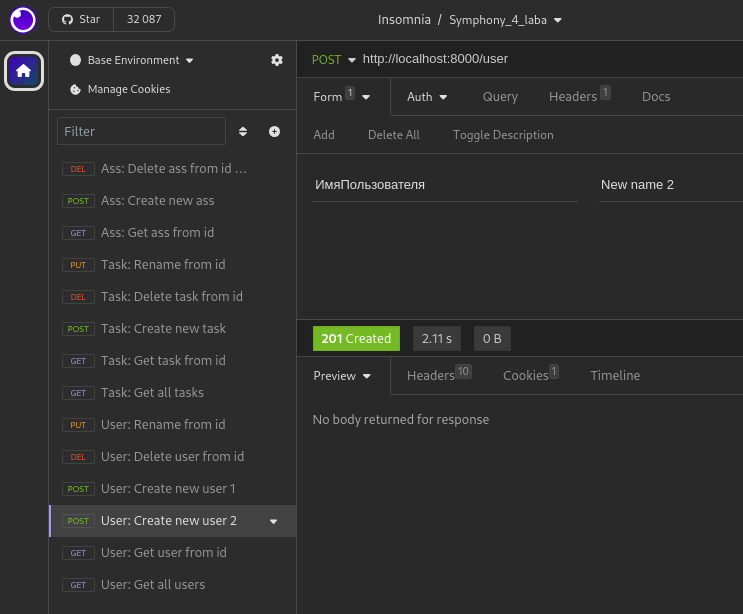 Star 32 087
Insomnia / Symphony_4_laba
Base Environment
Manage Cookies
Filter
DEL Ass: Delete ass from id …
POST Ass: Create new ass
GET Ass: Get ass from id
PUT Task: Rename from id
DEL Task: Delete task from id
POST Task: Create new task
GET Task: Get task from id
GET Task: Get all tasks
PUT User: Rename from id
DEL User: Delete user from id
POST User: Create new user 1
POST User: Create new user 2
GET User: Get user from id
GET User: Get all users
POST http://localhost:8000/user
Form 1 Auth Query Headers 1 Docs
Add Delete All Toggle Description
ИмяПользователя New name 2
201 Created 2.11 s 0 B
Preview Headers 10 Cookies 1 Timeline
No body returned for response